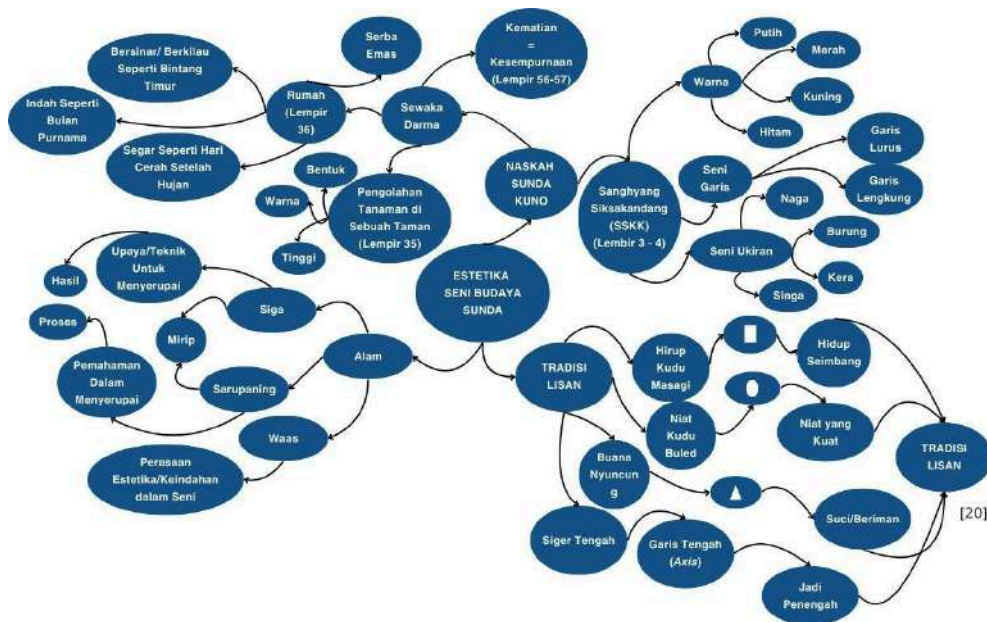 Bersinar/ Berkilau
Seperti Bintang
Timur
Serba
Emas
Kematian
=
Kesempurnaan
(Lempir 56-57)
Indah Seperti
Bulan
Purnama
Rumah
(Lempir
36)
Sewaka
Darma
Segar Seperti Hari
Cerah Setelah
Hujan
Bentuk
Warna
Tinggi
Pengolahan
Tanaman di
Sebuah Taman
(Lempir 35)
NASKAH
SUNDA
KUNO
Sanghyang
Siksakandang
(SSKK)
(Lembir 3 - 4)
Warna
Putih
Merah
Kuning
Hitam
Seni
Garis
Garis
Lurus
Garis
Lengkung
Seni Ukiran
Naga
Burung
Kera
Singa
ESTETIKA
SENI BUDAYA
SUNDA
Alam
Siga
Upaya/Teknik
Untuk
Menyerupai
Hasil
Mirip
Proses
Pemahaman
Dalam
Menyerupai
Sarupaning
Waas
Perasaan
Estetika/Keindahan
dalam Seni
TRADISI
LISAN
Hirup
Kudu
Masagi
Hidup
Seimbang
Niat
Kudu
Buled
Niat yang
Kuat
Buana
Nyuncun
g
Suci/Beriman
Siger Tengah
Garis Tengah
(Axis)
Jadi
Penengah
TRADISI
LISAN
[20]